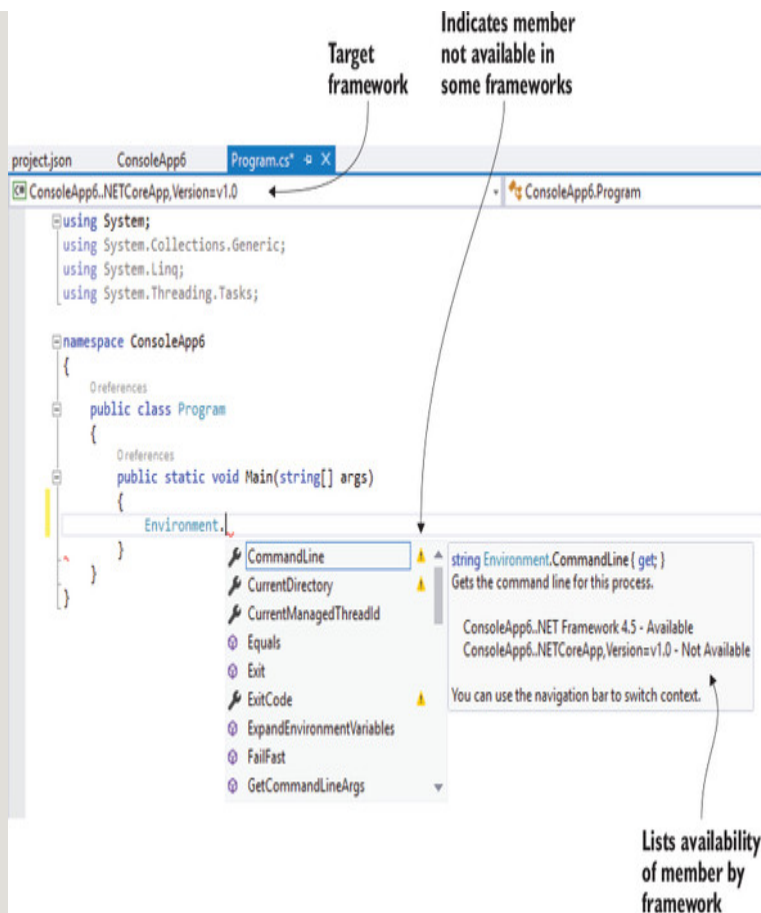 Indicates member
not available in
some frameworks
Target
framework
project.json ConsoleApp6 Program.cs*
C# ConsoleApp6..NETCoreApp,Version=v1.0 ConsoleApp6.Program
using System;
using System.Collections.Generic;
using System.Linq;
using System.Threading.Tasks;
namespace ConsoleApp6
{
0 references
public class Program
{
0 references
public static void Main(string[] args)
{
Environment.
}
}
}
CommandLine
CurrentDirectory
CurrentManagedThreadId
Equals
Exit
ExitCode
ExpandEnvironmentVariables
FailFast
GetCommandLineArgs
string Environment.CommandLine { get; }
Gets the command line for this process.
ConsoleApp6..NET Framework 4.5 - Available
ConsoleApp6..NETCoreApp,Version=v1.0 - Not Available
You can use the navigation bar to switch context.
Lists availability
of member by
framework